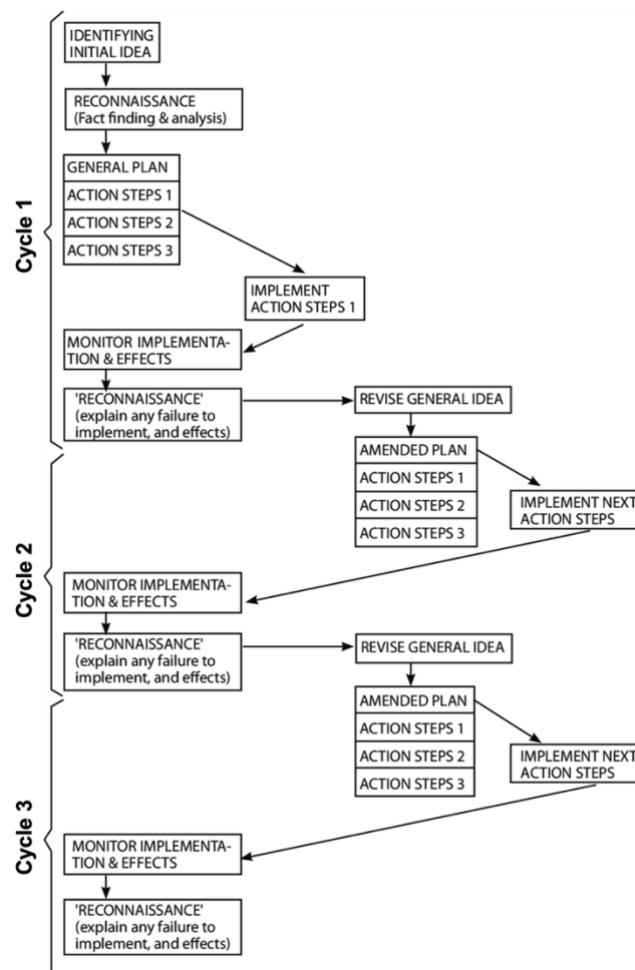 Cycle 1
IDENTIFYING
INITIAL IDEA
RECONNAISSANCE
(Fact finding & analysis)
GENERAL PLAN
ACTION STEPS 1
ACTION STEPS 2
ACTION STEPS 3
IMPLEMENT
ACTION STEPS 1
MONITOR IMPLEMENTA-
TION & EFFECTS
'RECONNAISSANCE'
(explain any failure to
implement, and effects)
REVISE GENERAL IDEA
Cycle 2
AMENDED PLAN
ACTION STEPS 1
ACTION STEPS 2
ACTION STEPS 3
IMPLEMENT NEXT
ACTION STEPS
MONITOR IMPLEMENTA-
TION & EFFECTS
'RECONNAISSANCE'
(explain any failure to
implement, and effects)
REVISE GENERAL IDEA
Cycle 3
AMENDED PLAN
ACTION STEPS 1
ACTION STEPS 2
ACTION STEPS 3
IMPLEMENT NEXT
ACTION STEPS
MONITOR IMPLEMENTA-
TION & EFFECTS
'RECONNAISSANCE'
(explain any failure to
implement, and effects)